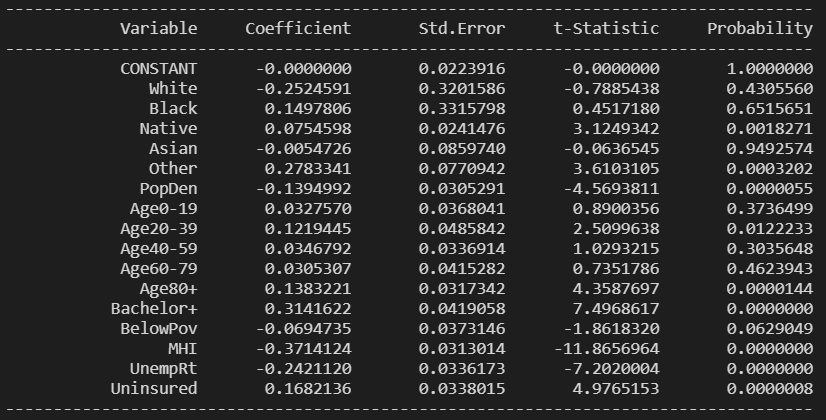 ------------------------------------------------------------------------------------
Variable Coefficient Std.Error t-Statistic Probability
------------------------------------------------------------------------------------
CONSTANT -0.0000000 0.0223916 -0.0000000 1.0000000
White -0.2524591 0.3201586 -0.7885438 0.4305560
Black 0.1497806 0.3315798 0.4517180 0.6515651
Native 0.0754598 0.0241476 3.1249342 0.0018271
Asian -0.0054726 0.0859740 -0.0636545 0.9492574
Other 0.2783341 0.0770942 3.6103105 0.0003202
PopDen -0.1394992 0.0305291 -4.5693811 0.0000055
Age0-19 0.0327570 0.0368041 0.8900356 0.3736499
Age20-39 0.1219445 0.0485842 2.5099638 0.0122233
Age40-59 0.0346792 0.0336914 1.0293215 0.3035648
Age60-79 0.0305307 0.0415282 0.7351786 0.4623943
Age80+ 0.1383221 0.0317342 4.3587697 0.0000144
Bachelor+ 0.3141622 0.0419058 7.4968617 0.0000000
BelowPov -0.0694735 0.0373146 -1.8618320 0.0629049
MHI -0.3714124 0.0313014 -11.8656964 0.0000000
UnempRt -0.2421120 0.0336173 -7.2020004 0.0000000
Uninsured 0.1682136 0.0338015 4.9765153 0.0000008
------------------------------------------------------------------------------------